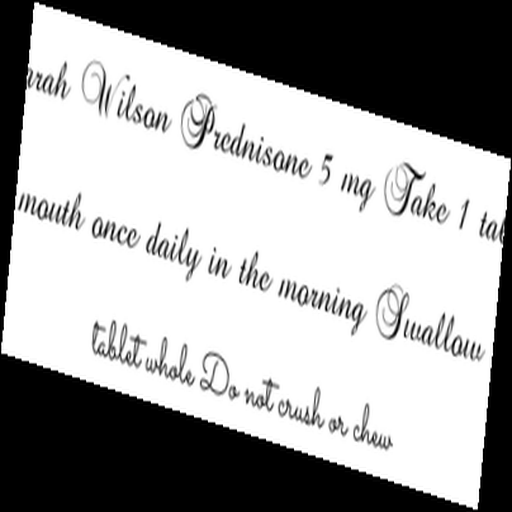 Wilson Prednisone 5 mg Take 1
mouth once daily in the morning Swallow
tablet whole Do not crush or chew